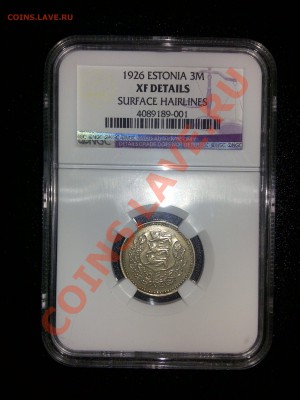 COINS.LAVE.RU
1926 ESTONIA 3M
XF DETAILS
SURFACE HAIRLINES
4089189-001
NGC
COINS.LAVE.RU